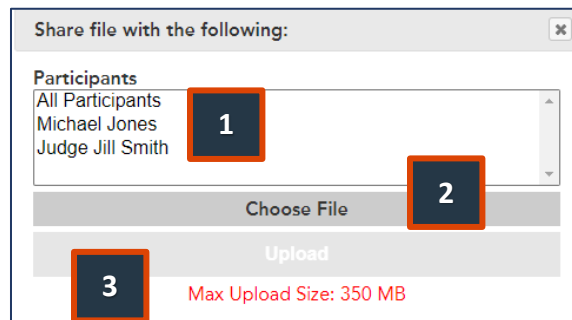 Share file with the following:
Participants
All Participants
Michael Jones
Judge Jill Smith
1
Choose File
2
Upload
3
Max Upload Size: 350 MB